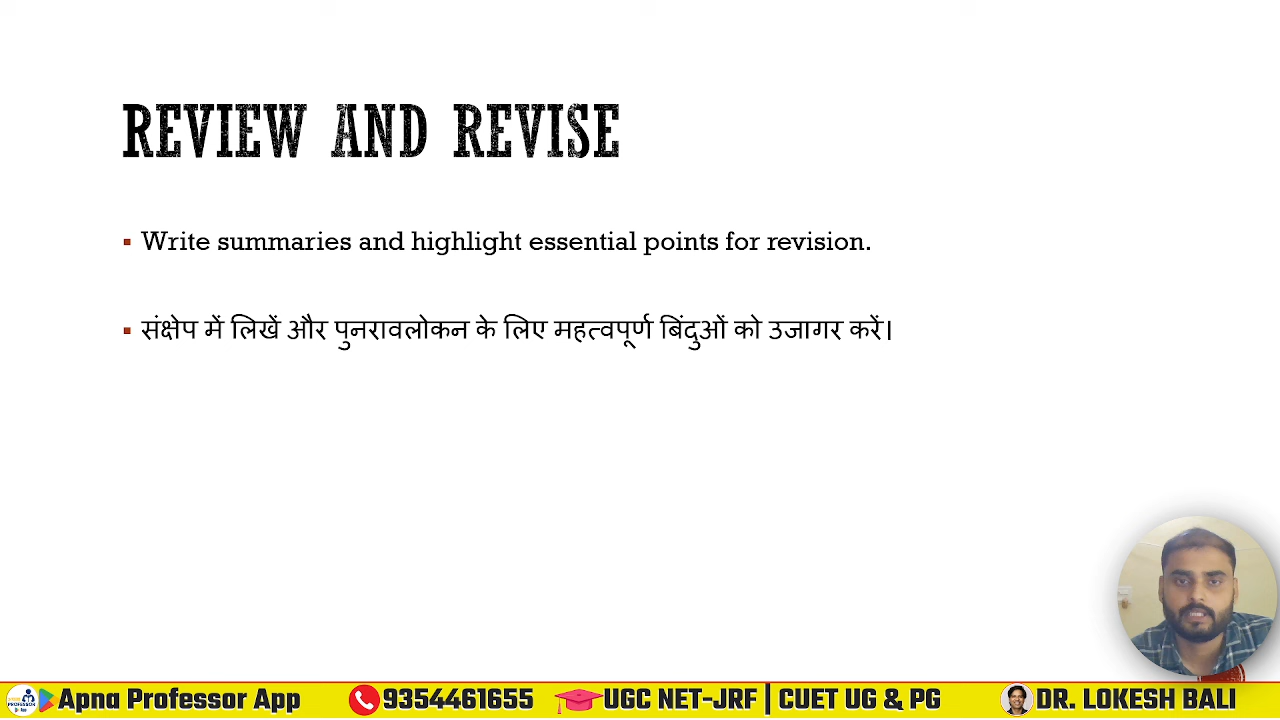 REVIEW AND REVISE
Write summaries and highlight essential points for revision.
संक्षेप में लिखें और पुनरावलोकन के लिए महत्वपूर्ण बिंदुओं को उजागर करें।
Apna Professor App 9354461655 UGC NET-JRF | CUET UG & PG DR. LOKESH BALI